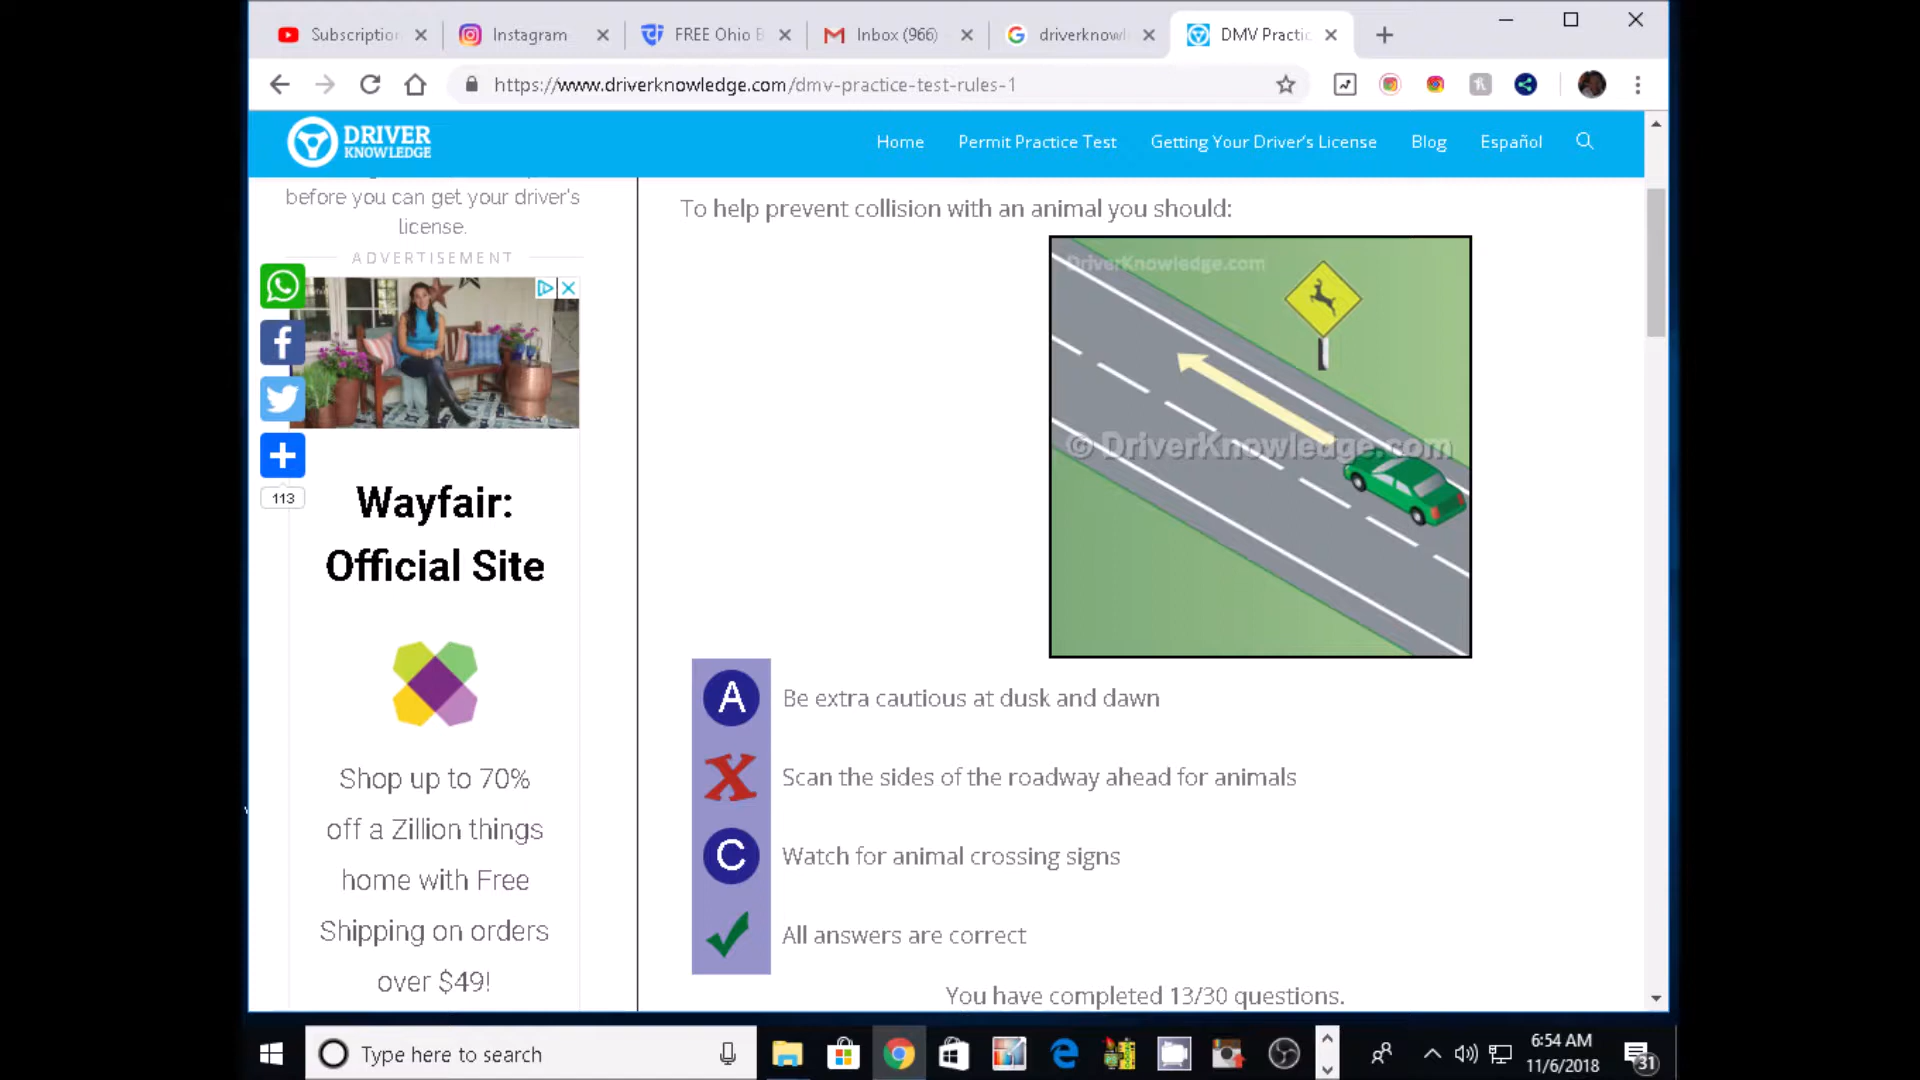 Subscription
Instagram
FREE Ohio B
Inbox (966)
driverknowl
DMV Practic
https://www.driverknowledge.com/dmv-practice-test-rules-1
DRIVER
KNOWLEDGE
Home
Permit Practice Test
Getting Your Driver's License
Blog
Español
before you can get your driver's
license.
ADVERTISEMENT
113
Wayfair:
Official Site
Shop up to 70%
off a Zillion things
home with Free
Shipping on orders
over $49!
To help prevent collision with an animal you should:
DriverKnowledge.com
© DriverKnowledge.com
A Be extra cautious at dusk and dawn
X Scan the sides of the roadway ahead for animals
C Watch for animal crossing signs
All answers are correct
You have completed 13/30 questions.
Type here to search
6:54 AM
11/6/2018
31